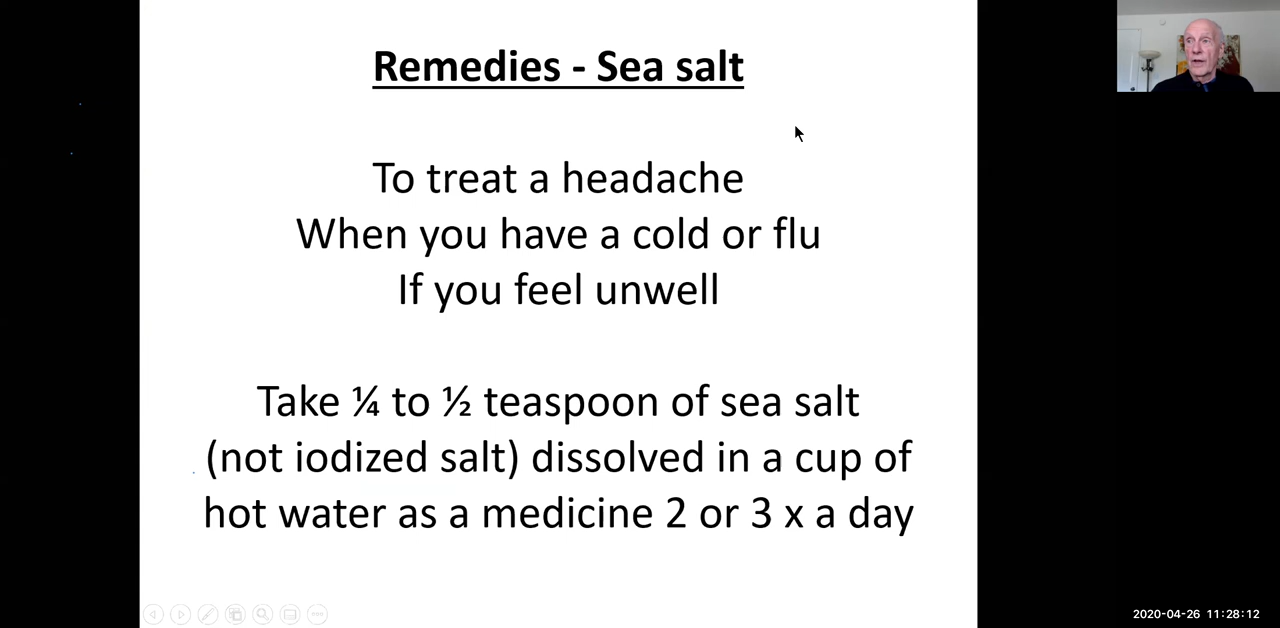 Remedies - Sea salt
To treat a headache
When you have a cold or flu
If you feel unwell
Take ¼ to ½ teaspoon of sea salt
(not iodized salt) dissolved in a cup of
hot water as a medicine 2 or 3 x a day
2020-04-26 11:28:12